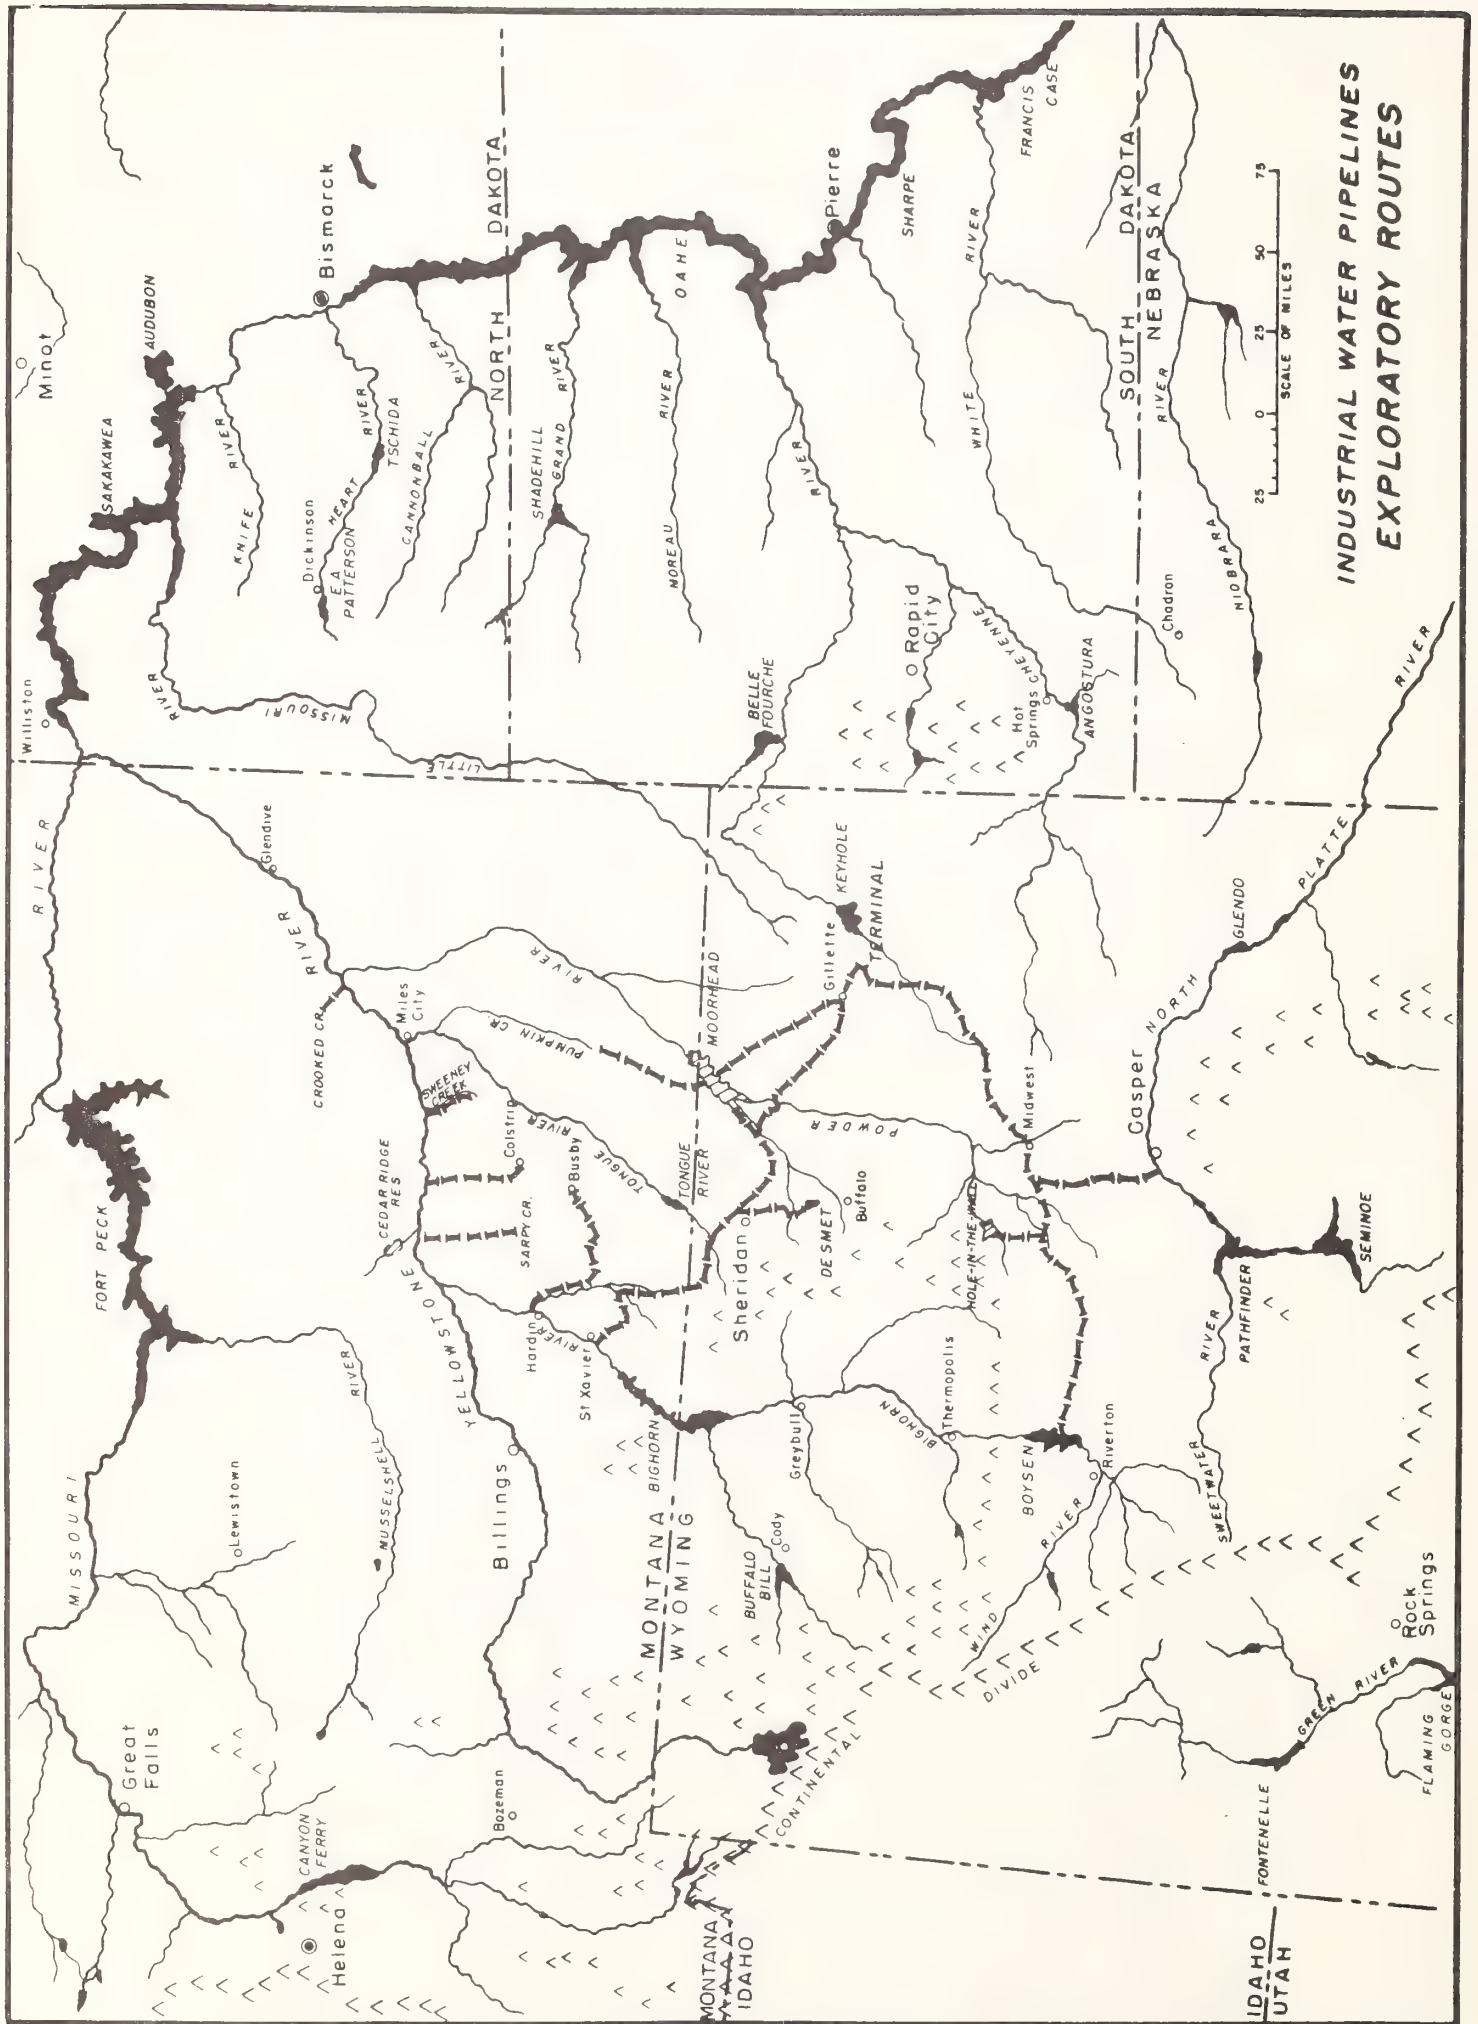 INDUSTRIAL WATER PIPELINES
EXPLORATORY ROUTES
25 0 25 50 75
SCALE OF MILES
MISSOURI
RIVER
Great
Falls
Lewistown
FORT PECK
MUSSELSHELL
RIVER
CANYON
FERRY
Helena
Bozeman
Billings
YELLOWSTONE
RIVER
CEDAR RIDGE
RES
SARPY CR.
Colstrip
SWEENEY
CREEK
Miles
City
CROOKED CR.
Glendive
Hardin
RIVER
St Xavier
Busby
TONGUE
RIVER
PUMPKIN CR.
RIVER
MOORHEAD
TONGUE
RIVER
BIGHORN
MONTANA
WYOMING
MONTANA
IDAHO
IDAHO
UTAH
CONTINENTAL
DIVIDE
BUFFALO
BILL
Cody
Greybull
BIGHORN
Thermopolis
BOYSEN
Riverton
WIND
RIVER
Sheridan
DESMET
Buffalo
POWDER
HOLE-IN-THE-WALL
Midwest
Gillette
KEYHOLE
TERMINAL
Casper
NORTH
PLATTE
RIVER
GLENDO
SWEETWATER
RIVER
PATHFINDER
SEMINOE
FONTENELLE
GREEN
RIVER
FLAMING
GORGE
Rock
Springs
Williston
SAKAKAWEA
Minot
AUDUBON
LITTLE
MISSOURI
RIVER
KNIFE
RIVER
Dickinson
E A
PATTERSON
HEART
RIVER
TSCHIDA
CANNONBALL
RIVER
Bismarck
NORTH DAKOTA
SHADEHILL
GRAND RIVER
MOREAU RIVER
OAHE
BELLE
FOURCHE
RIVER
Rapid
City
CHEYENNE
Hot
Springs
ANGOSTURA
Pierre
SHARPE
WHITE
RIVER
FRANCIS
CASE
SOUTH DAKOTA
NEBRASKA
Chadron
NIOBRARA
RIVER